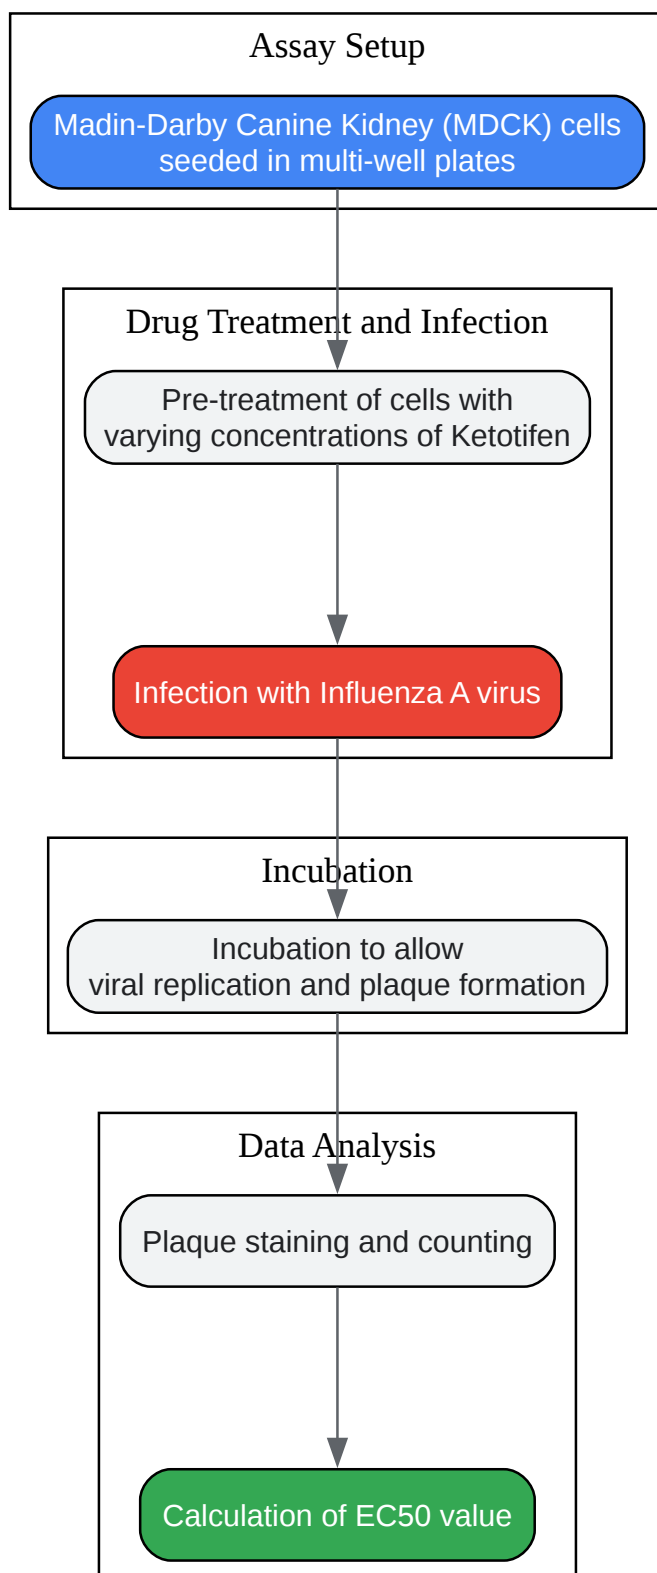 Assay Setup
Madin-Darby Canine Kidney (MDCK) cells
seeded in multi-well plates
Drug Treatment and Infection
Pre-treatment of cells with
varying concentrations of Ketotifen
Infection with Influenza A virus
Incubation
Incubation to allow
viral replication and plaque formation
Data Analysis
Plaque staining and counting
Calculation of EC50 value